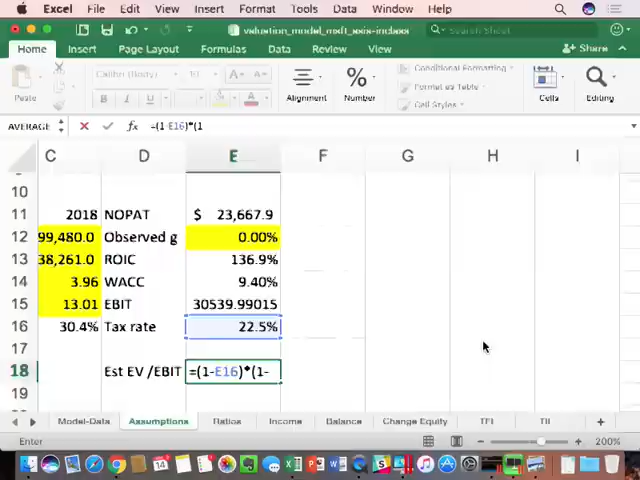 Excel File Edit View Insert Format Tools Data Window Help
Search Sheet
Home Insert Page Layout Formulas Data Review View Share
Paste Alignment Number Conditional Formatting Format as Table Cell Styles Cells Editing
AVERAGE fx =(1-E16)*(1
C D E F G H I
10
11 2018 NOPAT $ 23,667.9
12 99,480.0 Observed g 0.00%
13 38,261.0 ROIC 136.9%
14 3.96 WACC 9.40%
15 13.01 EBIT 30539.99015
16 30.4% Tax rate 22.5%
17
18 Est EV /EBIT =(1-E16)*(1-
19
Model-Data Assumptions Ratios Income Balance Change Equity TFI TII +
Enter 200%